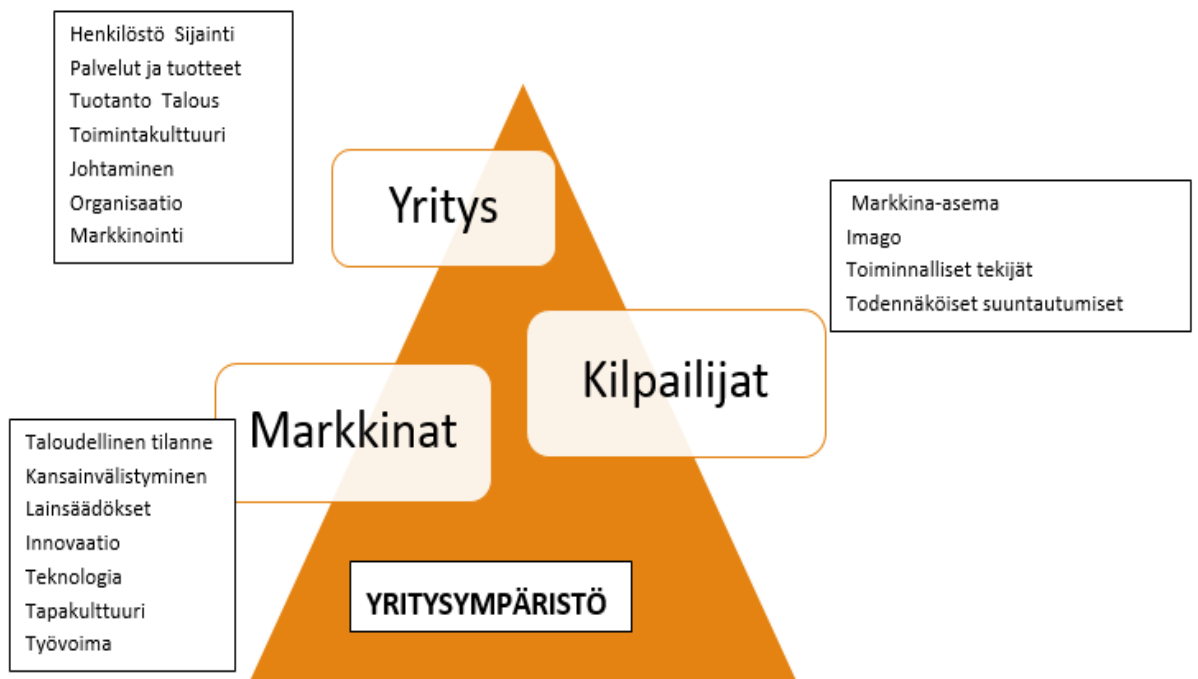 Henkilöstö Sijainti
Palvelut ja tuotteet
Tuotanto Talous
Toimintakulttuuri
Johtaminen
Organisaatio
Markkinointi
Yritys
Markkina-asema
Imago
Toiminnalliset tekijät
Todennäköiset suuntautumiset
Kilpailijat
Markkinat
Taloudellinen tilanne
Kansainvälistyminen
Lainsäädökset
Innovaatio
Teknologia
Tapakulttuuri
Työvoima
YRITYSYMPÄRISTÖ